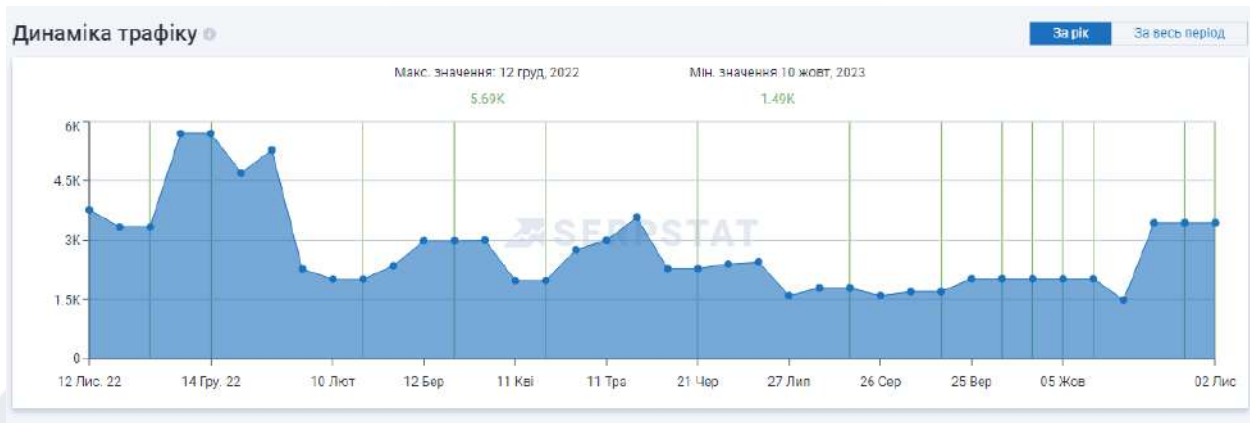 Динаміка трафіку
За рік За весь період
Макс. значення: 12 груд, 2022 Мін. значення 10 жовт, 2023
5.69K 1.49K
6K
4.5K
SERPSTAT
3K
1.5K
0
12 Лис. 22 14 Гру. 22 10 Лют 12 Бер 11 Кві 11 Тра 21 Чер 27 Лип 26 Сер 25 Вер 05 Жов 02 Лис